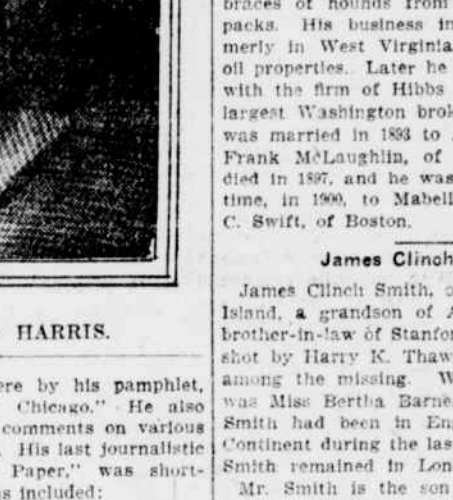 HARRIS.
ere by his pamphlet,
Chicago." He also
comments on various
His last journalistic
Paper," was short-
s included:
braces of hounds from
packs. His business in
merly in West Virginia
oil properties. Later he
with the firm of Hibbs
largest Washington brok
was married in 1893 to
Frank McLaughlin, of
died in 1897, and he was
time, in 1900, to Mabell
C. Swift, of Boston.
James Clinch
James Clinch Smith, o
Island, a grandson of A
brother-in-law of Stanfor
shot by Harry K. Thaw
among the missing. W
was Miss Bertha Barne
Smith had been in Eng
Continent during the las
Smith remained in Lon
Mr. Smith is the son